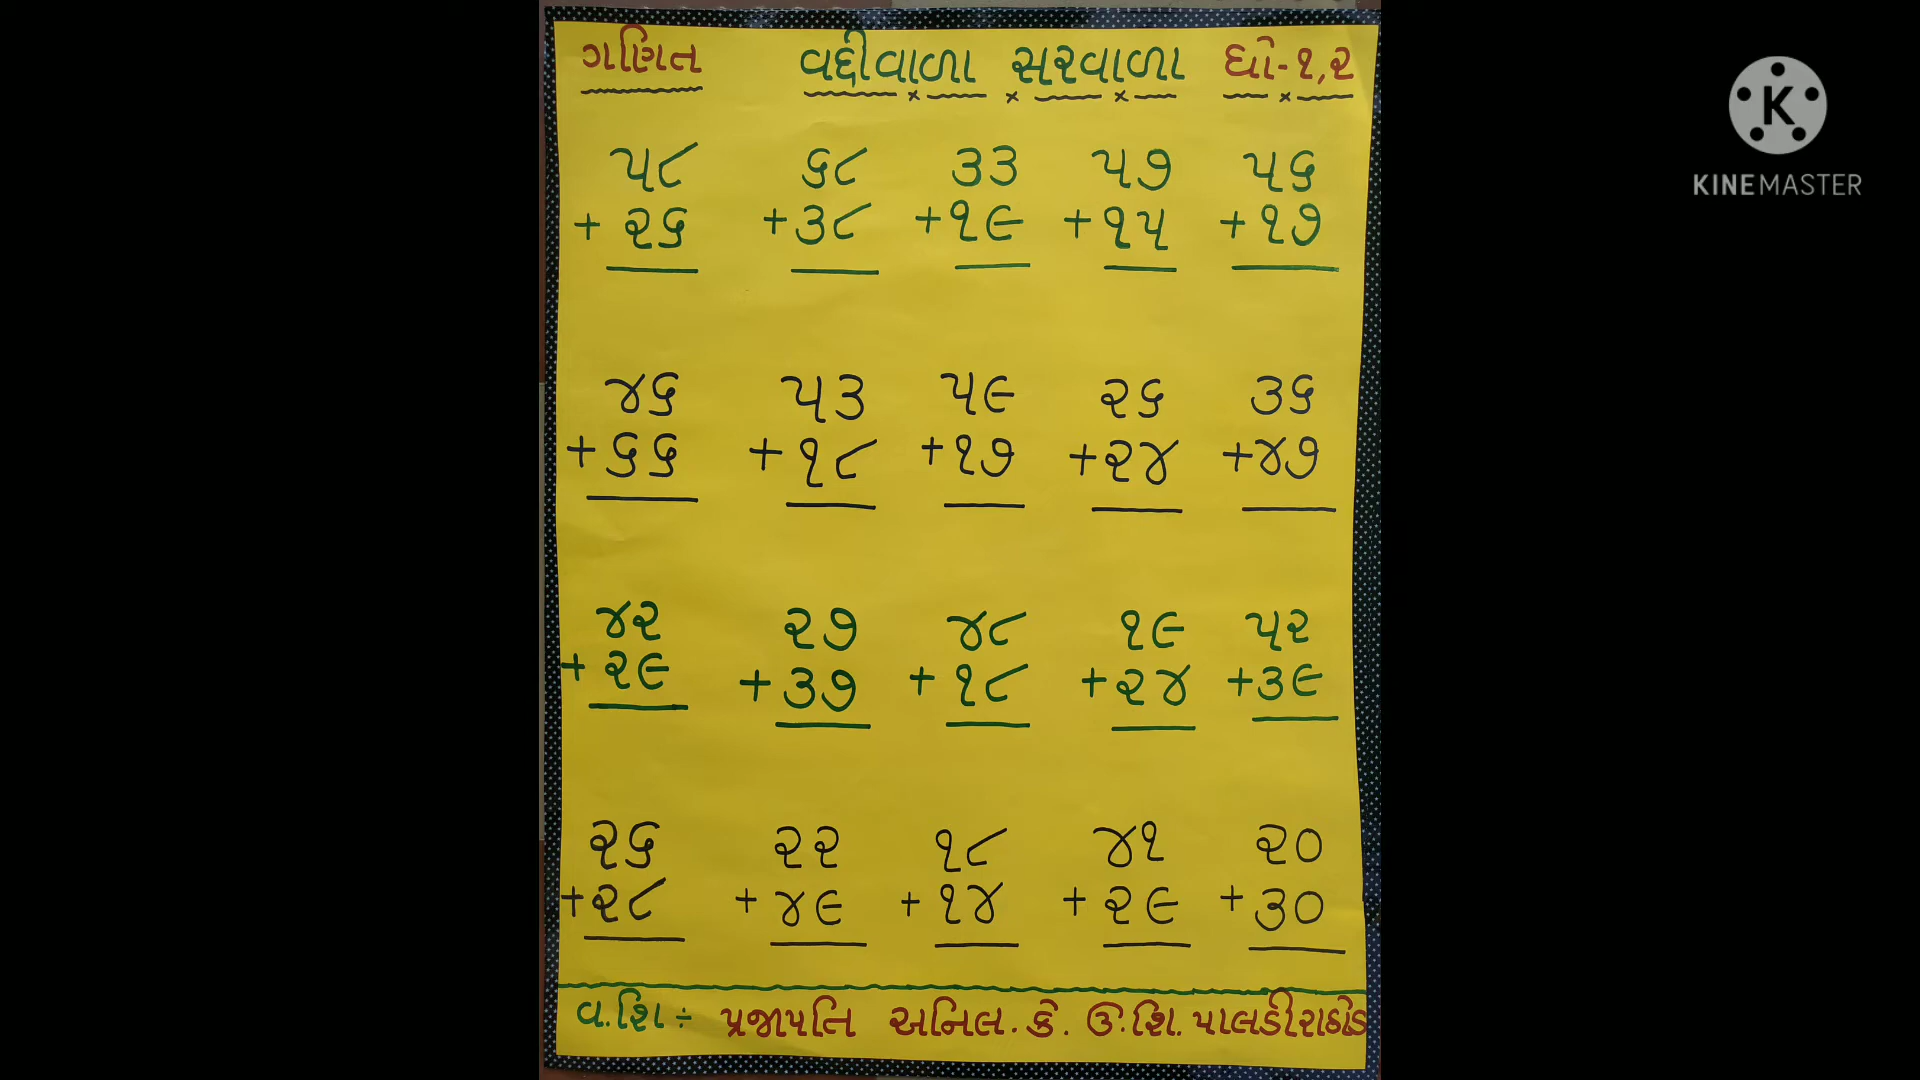 ગણિત વદ્દીવાળા સરવાળા ધો-૧,૨
૫૮ ૬૮ ૩૩ ૫૭ ૫૬
+ ૨૬ +૩૮ +૧૯ +૧૫ +૧૭
૪૬ ૫૩ ૫૯ ૨૬ ૩૬
+૬૬ +૧૮ +૧૭ +૨૪ +૪૭
૪૨ ૨૭ ૪૮ ૧૯ ૫૨
+ ૨૯ +૩૭ +૧૮ +૨૪ +૩૯
૨૬ ૨૨ ૧૮ ૪૧ ૨૦
+૨૮ + ૪૯ + ૧૪ + ૨૯ + ૩૦
વ.શિ ÷ પ્રજાપતિ અનિલ. કે. ઉ.શિ. પાલડીરાઠોડ
KINEMASTER